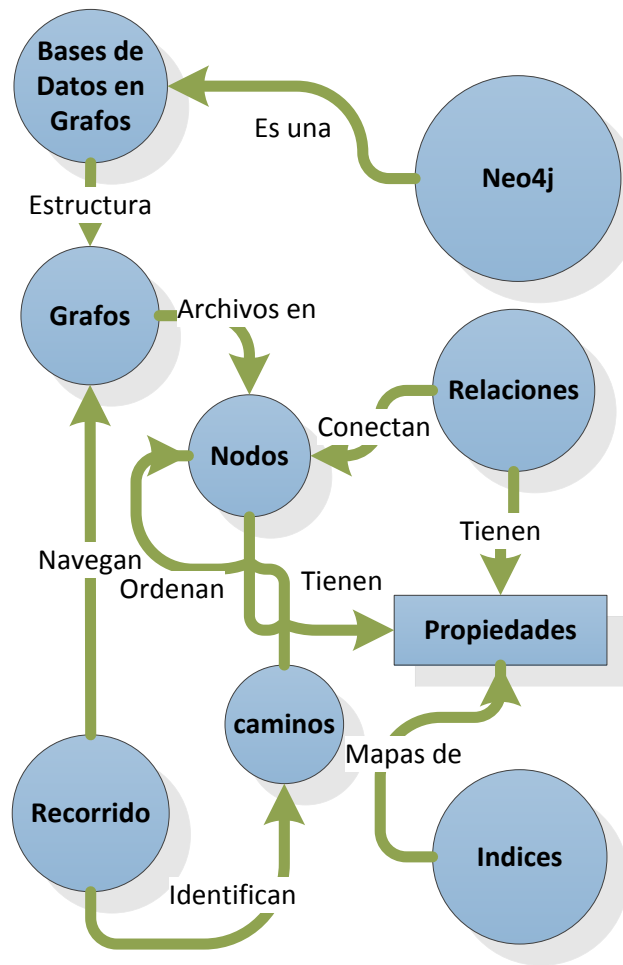 Bases de
Datos en
Grafos
Es una
Neo4j
Estructura
Grafos
Archivos en
Relaciones
Conectan
Nodos
Tienen
Navegan
Ordenan
Tienen
Propiedades
caminos
Mapas de
Recorrido
Indices
Identifican